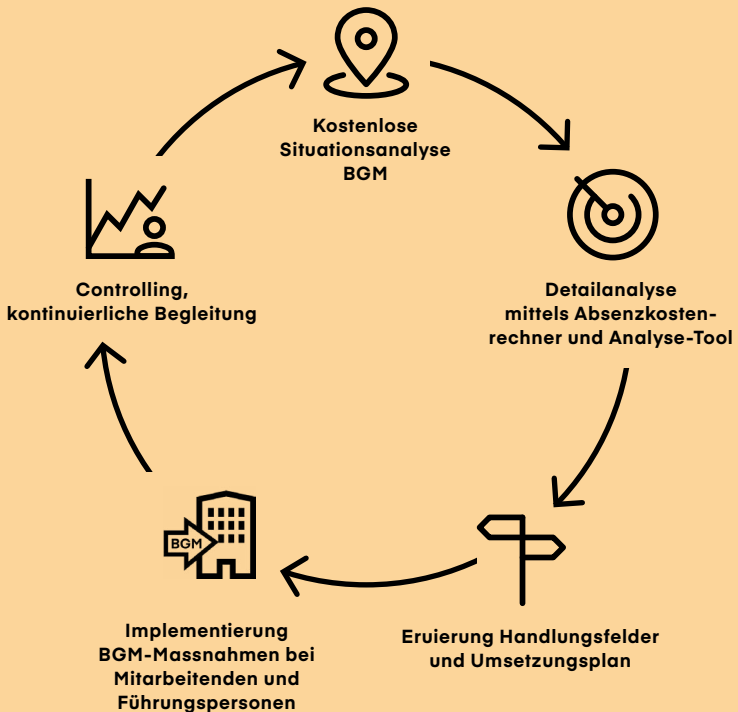 Kostenlose
Situationsanalyse
BGM
Detailanalyse
mittels Absenzkosten-
rechner und Analyse-Tool
Eruierung Handlungsfelder
und Umsetzungsplan
BGM
Implementierung
BGM-Massnahmen bei
Mitarbeitenden und
Führungspersonen
Controlling,
kontinuierliche Begleitung